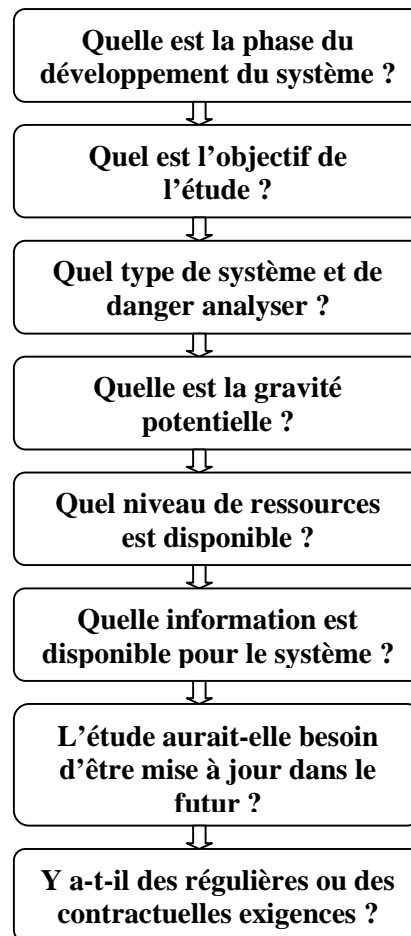 Quelle est la phase du
développement du système ?
Quel est l’objectif de
l’étude ?
Quel type de système et de
danger analyser ?
Quelle est la gravité
potentielle ?
Quel niveau de ressources
est disponible ?
Quelle information est
disponible pour le système ?
L’étude aurait-elle besoin
d’être mise à jour dans le
futur ?
Y a-t-il des régulières ou des
contractuelles exigences ?